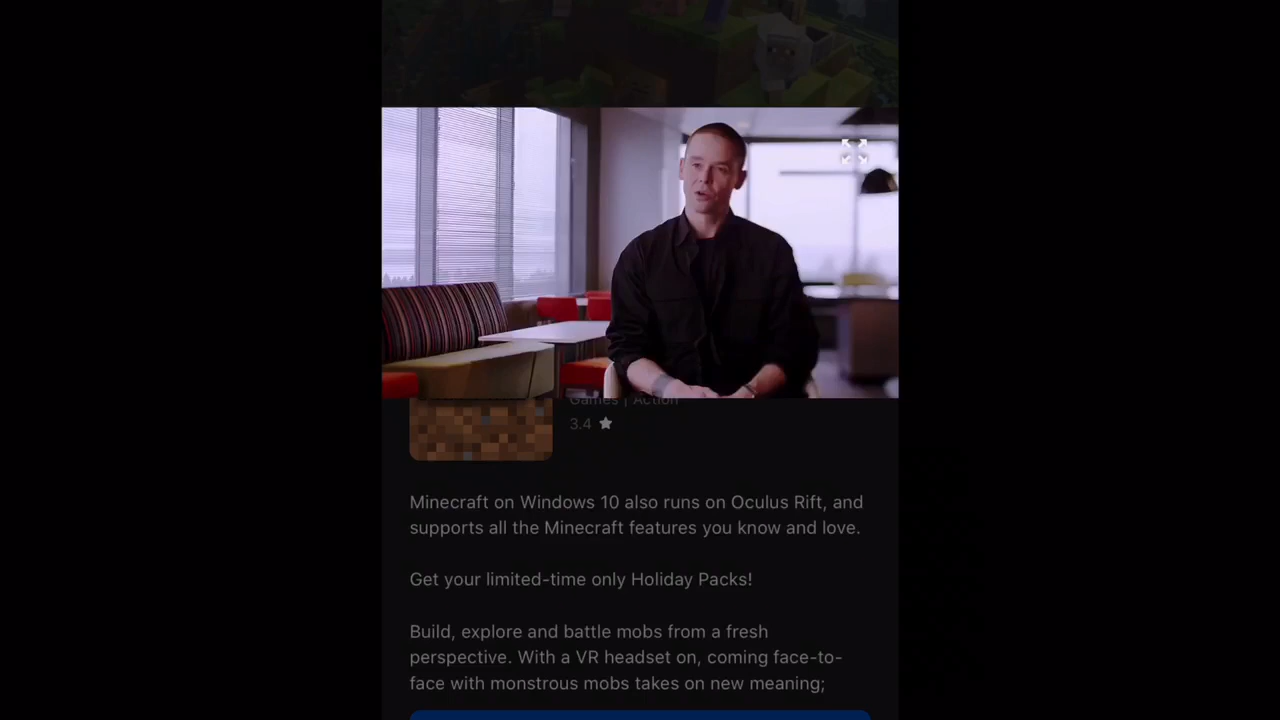 Games | Action
3.4
Minecraft on Windows 10 also runs on Oculus Rift, and
supports all the Minecraft features you know and love.
Get your limited-time only Holiday Packs!
Build, explore and battle mobs from a fresh
perspective. With a VR headset on, coming face-to-
face with monstrous mobs takes on new meaning;